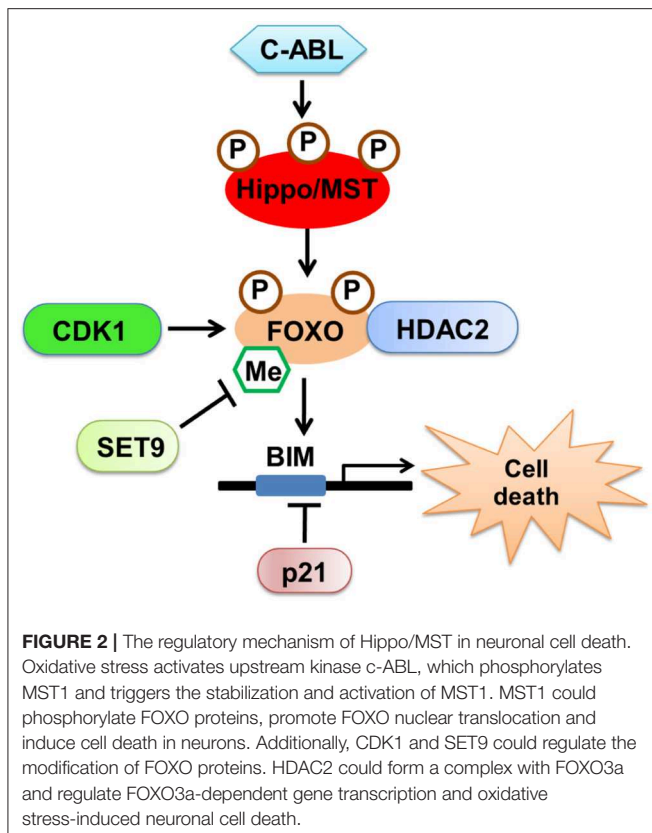 C-ABL
P P P
Hippo/MST
P P
CDK1 FOXO HDAC2
Me
SET9
BIM
Cell
death
p21
FIGURE 2 | The regulatory mechanism of Hippo/MST in neuronal cell death.
Oxidative stress activates upstream kinase c-ABL, which phosphorylates
MST1 and triggers the stabilization and activation of MST1. MST1 could
phosphorylate FOXO proteins, promote FOXO nuclear translocation and
induce cell death in neurons. Additionally, CDK1 and SET9 could regulate the
modification of FOXO proteins. HDAC2 could form a complex with FOXO3a
and regulate FOXO3a-dependent gene transcription and oxidative
stress-induced neuronal cell death.